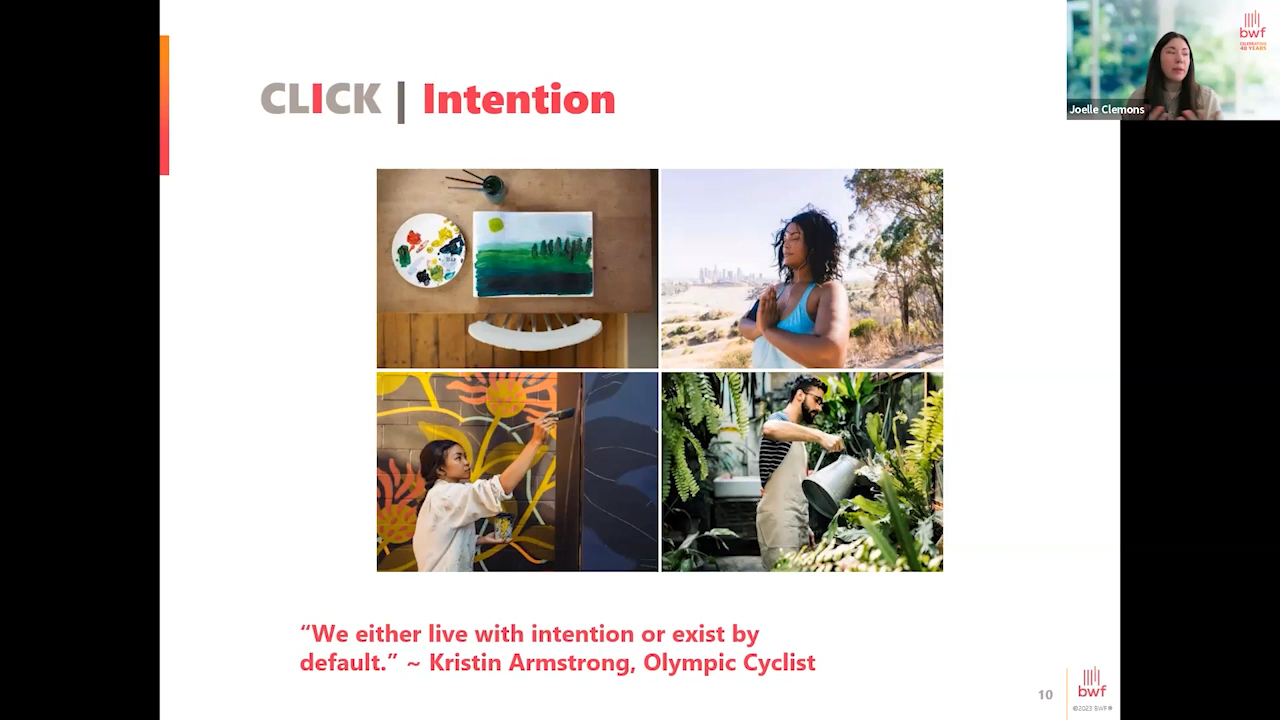 CLICK | Intention
bwf
CELEBRATING
40 YEARS
Joelle Clemons
“We either live with intention or exist by
default.” ~ Kristin Armstrong, Olympic Cyclist
10
bwf
©2023 BWF®